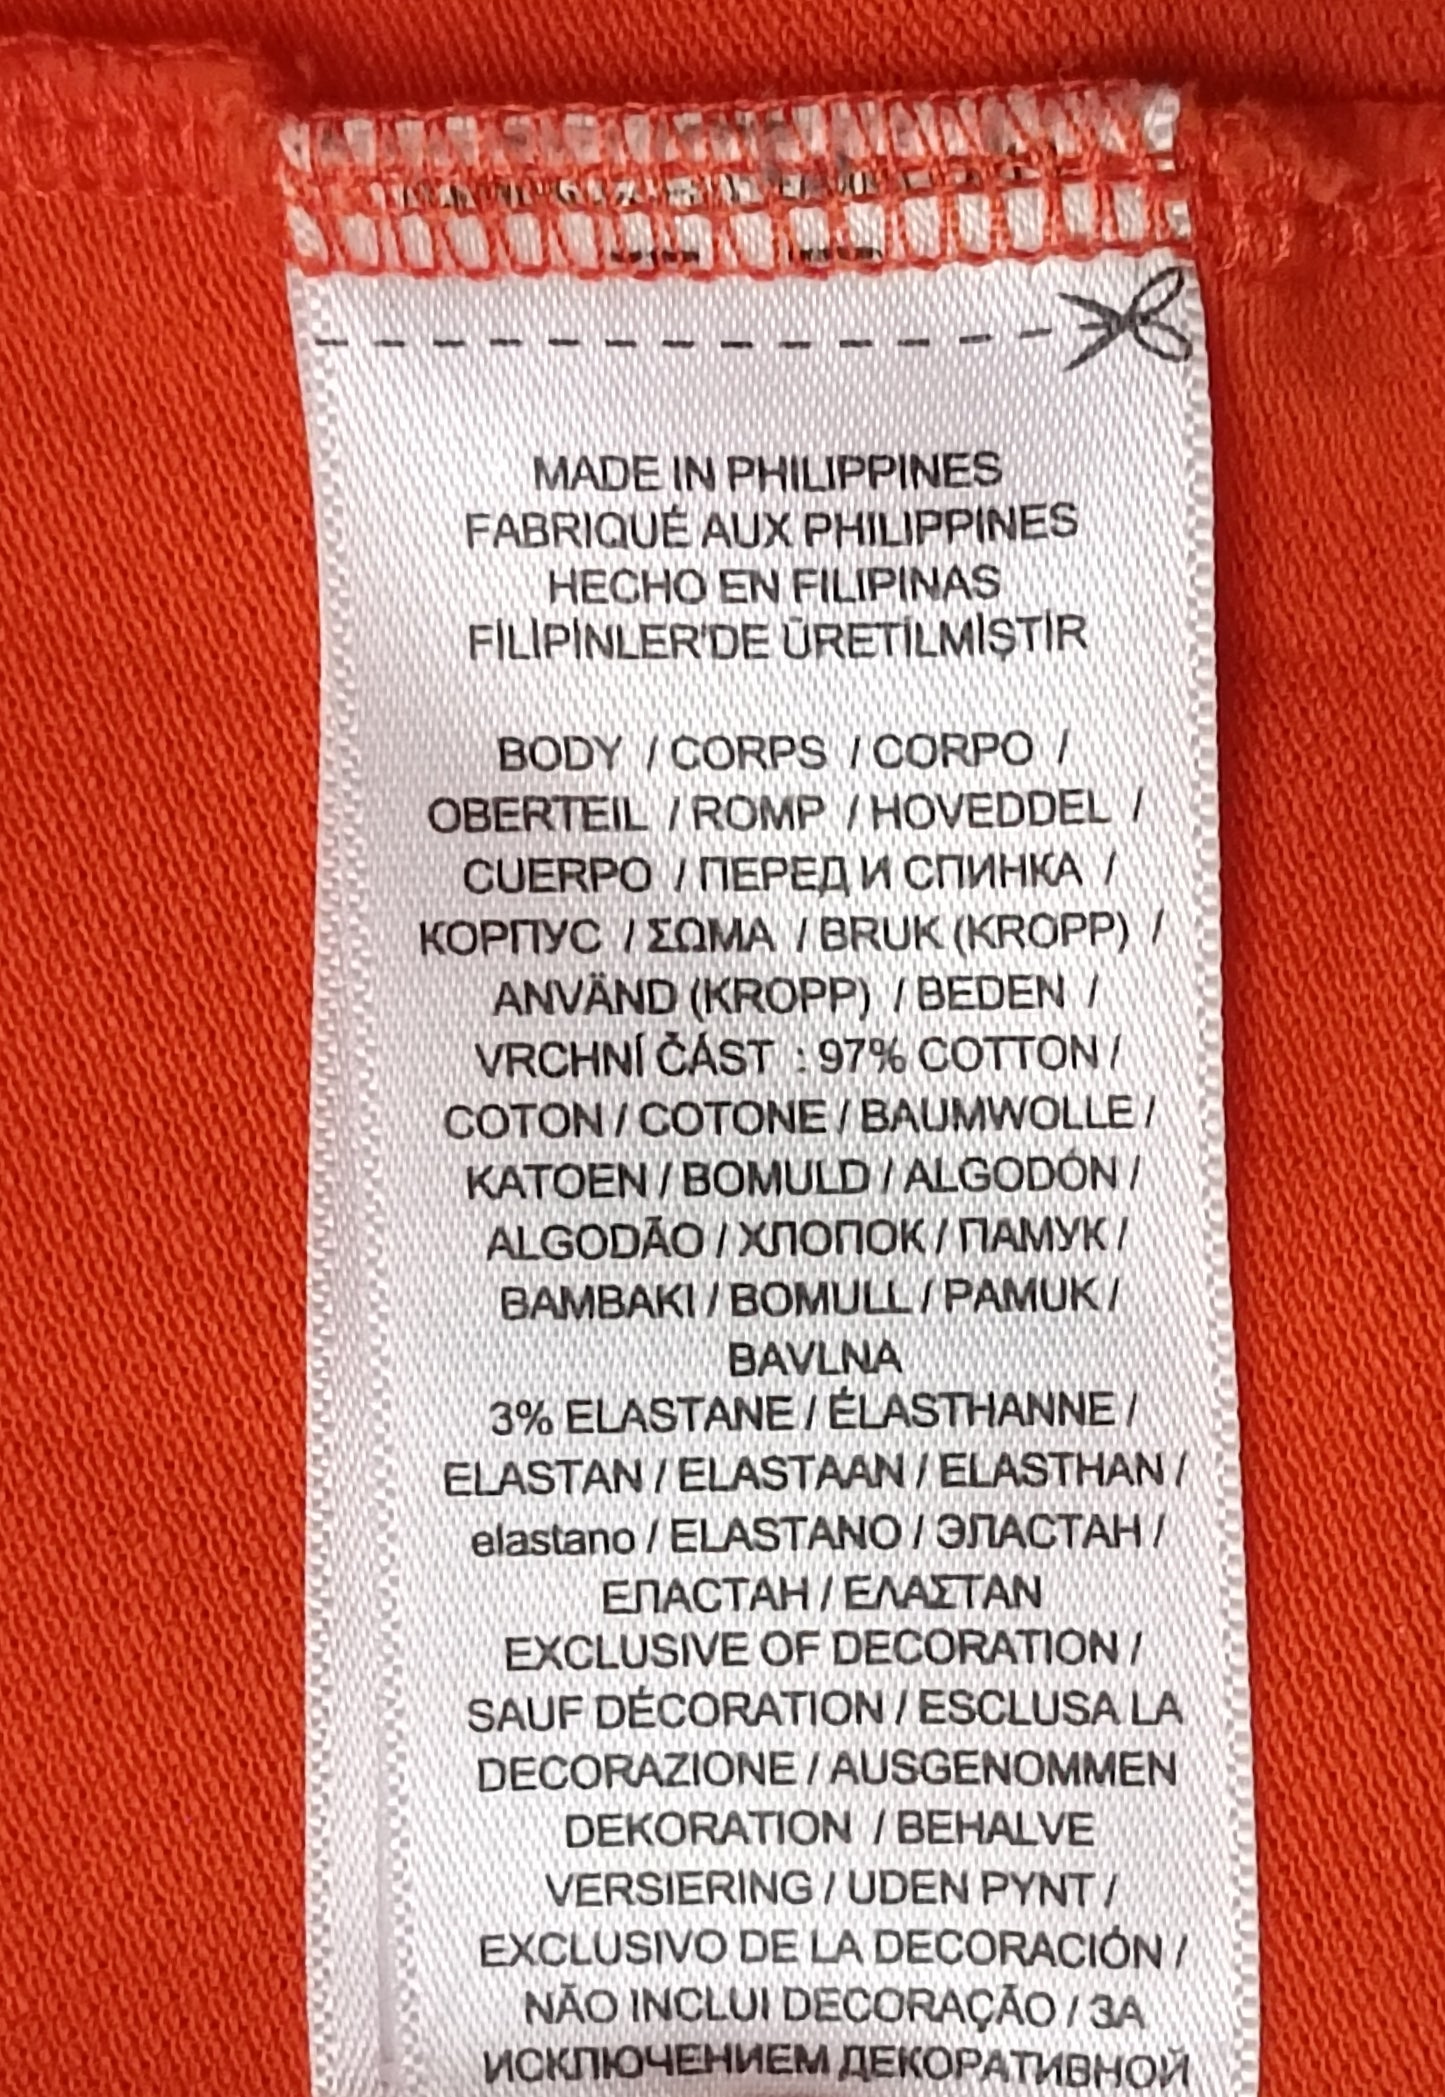 MADE IN PHILIPPINES
FABRIQUÉ AUX PHILIPPINES
HECHO EN FILIPINAS
FİLİPİNLER'DE ÜRETİLMİŞTİR
BODY / CORPS / CORPO /
OBERTEIL / ROMP / HOVEDDEL /
CUERPO / ПЕРЕД И СПИНКА /
КОРПУС / ΣΩΜΑ / BRUK (KROPP) /
ANVÄND (KROPP) / BEDEN /
VRCHNÍ ČÁST : 97% COTTON /
COTON / COTONE / BAUMWOLLE /
KATOEN / BOMULD / ALGODÓN /
ALGODÃO / ХЛОПОК / ПАМУК /
BAMBAKI / BOMULL / PAMUK /
BAVLNA
3% ELASTANE / ÉLASTHANNE /
ELASTAN / ELASTAAN / ELASTHAN /
elastano / ELASTANO / ЭЛАСТАН /
ЕЛАСТАН / ΕΛΑΣΤΑΝ
EXCLUSIVE OF DECORATION /
SAUF DÉCORATION / ESCLUSA LA
DECORAZIONE / AUSGENOMMEN
DEKORATION / BEHALVE
VERSIERING / UDEN PYNT /
EXCLUSIVO DE LA DECORACIÓN /
NÃO INCLUI DECORAÇÃO / ЗА
ИСКЛЮЧЕНИЕМ ДЕКОРАТИВНОЙ